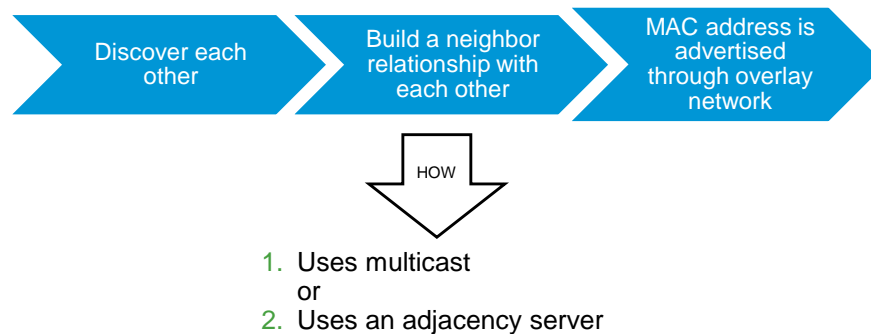 Discover each
other
Build a neighbor
relationship with
each other
MAC address is
advertised
through overlay
network
HOW
1. Uses multicast
or
2. Uses an adjacency server